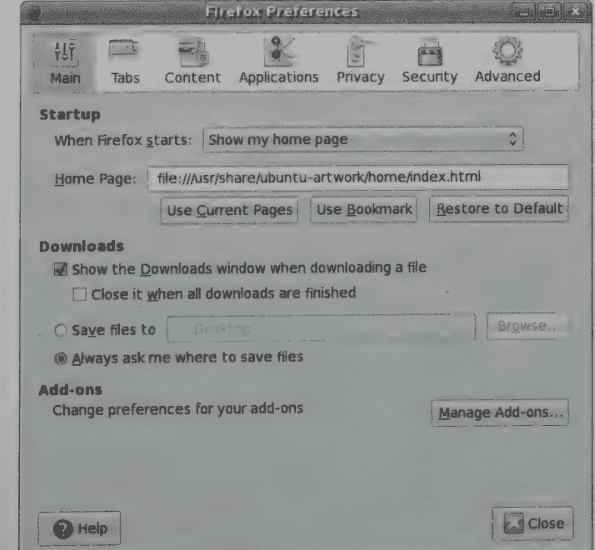 Firefox Preferences
Main Tabs Content Applications Privacy Security Advanced
Startup
When Firefox starts: Show my home page
Home Page: file:///usr/share/ubuntu-artwork/home/index.html
Use Current Pages Use Bookmark Restore to Default
Downloads
Show the Downloads window when downloading a file
Close it when all downloads are finished
Save files to Desktop Browse..
Always ask me where to save files
Add-ons
Change preferences for your add-ons Manage Add-ons...
Help Close